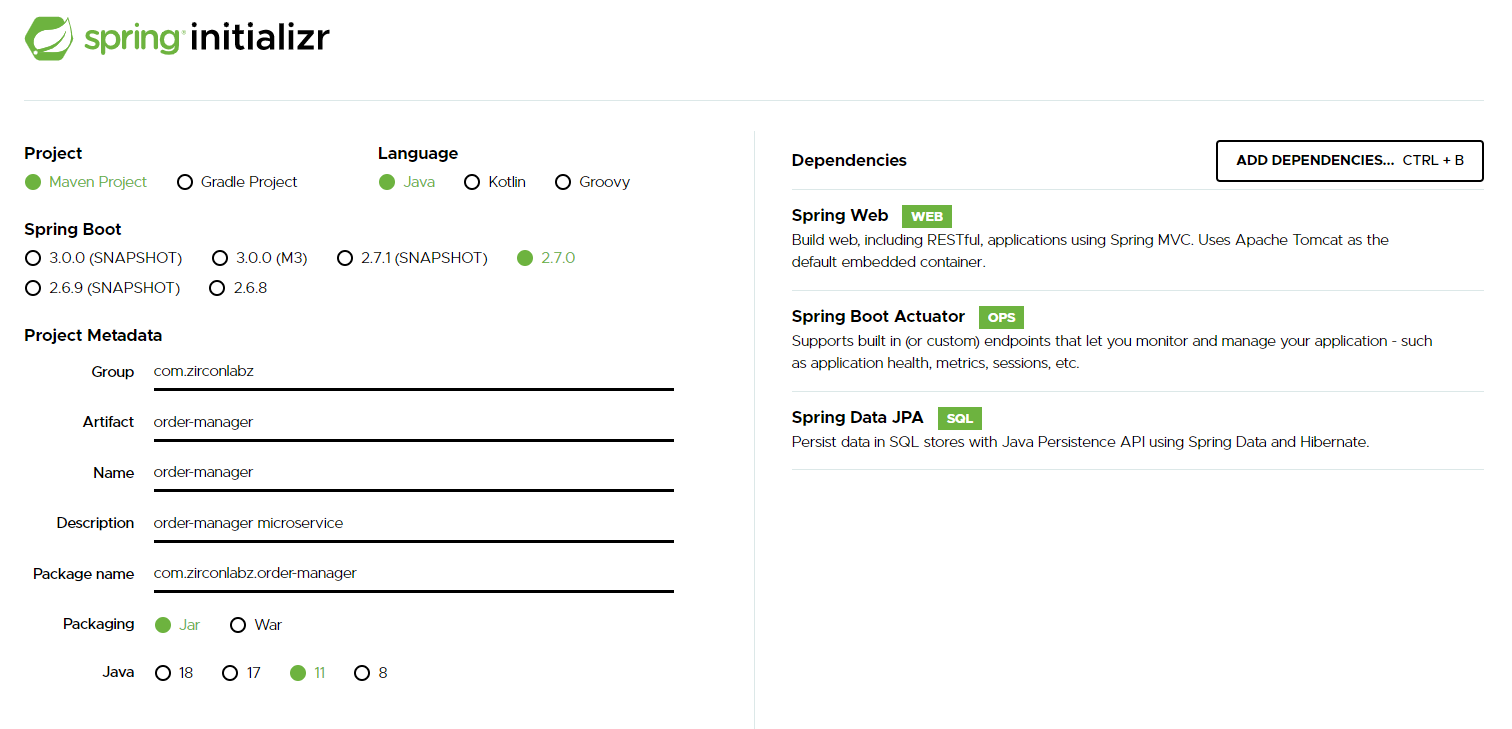 spring initializr
Project
Maven Project Gradle Project
Language
Java Kotlin Groovy
Spring Boot
3.0.0 (SNAPSHOT) 3.0.0 (M3) 2.7.1 (SNAPSHOT) 2.7.0
2.6.9 (SNAPSHOT) 2.6.8
Project Metadata
Group com.zirconlabz
Artifact order-manager
Name order-manager
Description order-manager microservice
Package name com.zirconlabz.order-manager
Packaging Jar War
Java 18 17 11 8
Dependencies
ADD DEPENDENCIES... CTRL + B
Spring Web WEB
Build web, including RESTful, applications using Spring MVC. Uses Apache Tomcat as the
default embedded container.
Spring Boot Actuator OPS
Supports built in (or custom) endpoints that let you monitor and manage your application - such
as application health, metrics, sessions, etc.
Spring Data JPA SQL
Persist data in SQL stores with Java Persistence API using Spring Data and Hibernate.